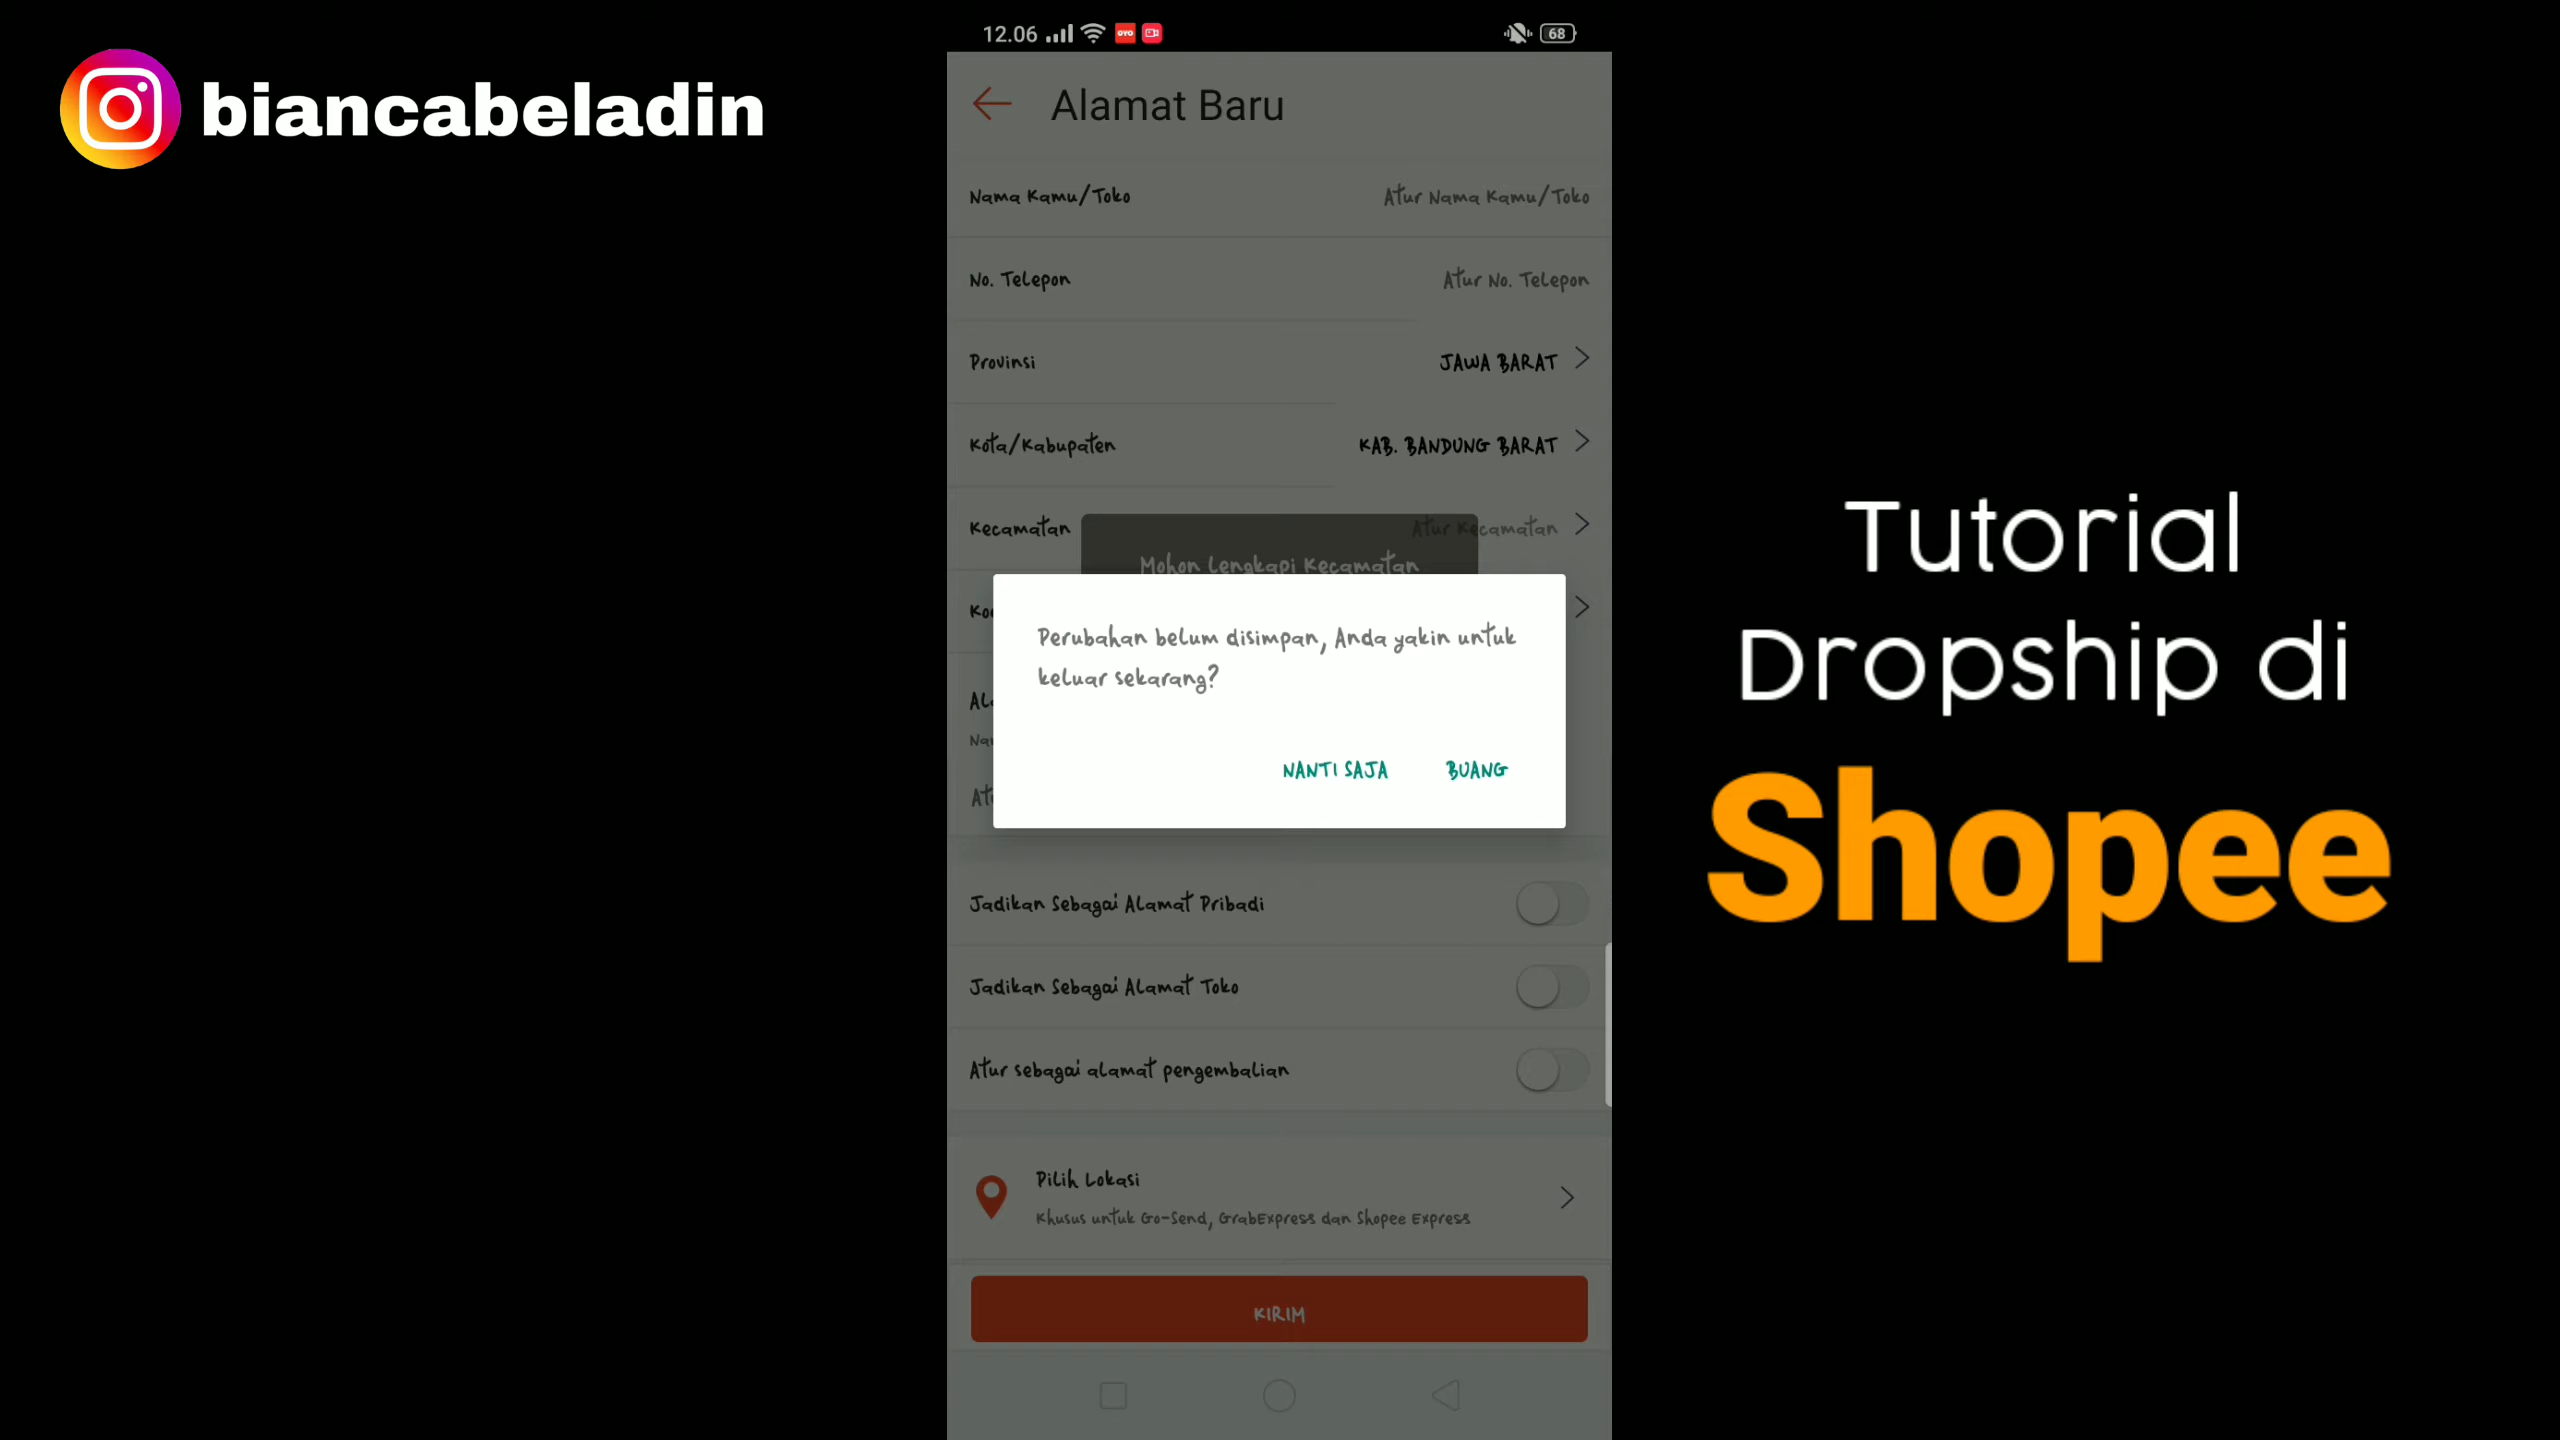 biancabeladin
12.06
OVO
68
Alamat Baru
Nama Kamu/Toko Atur Nama Kamu/Toko
No. Telepon Atur No. Telepon
Provinsi JAWA BARAT
Kota/Kabupaten KAB. BANDUNG BARAT
Kecamatan Atur Kecamatan
Mohon Lengkapi Kecamatan
Perubahan belum disimpan, Anda yakin untuk
keluar sekarang?
NANTI SAJA BUANG
Jadikan Sebagai Alamat Pribadi
Jadikan Sebagai Alamat Toko
Atur sebagai alamat pengembalian
Pilih Lokasi
Khusus untuk Go-Send, GrabExpress dan Shopee Express
KIRIM
Tutorial
Dropship di
Shopee